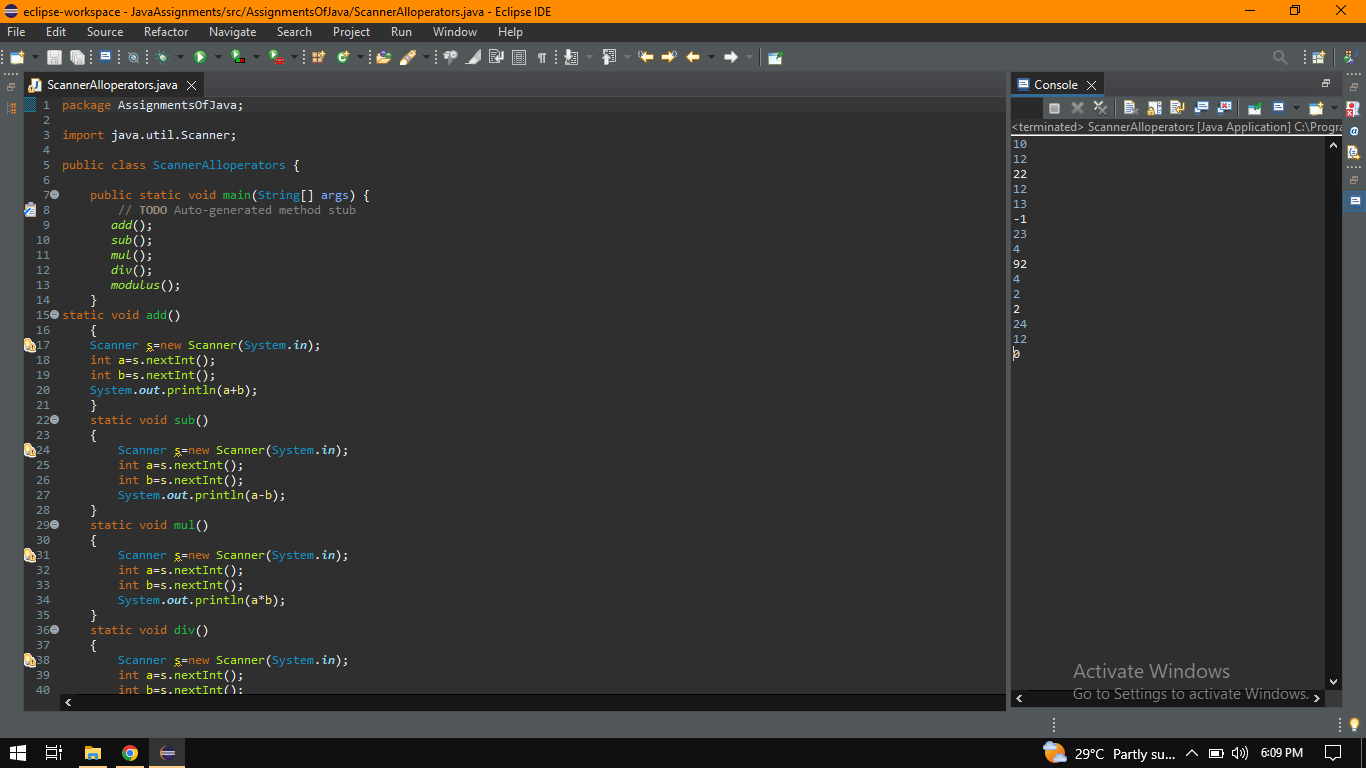 eclipse-workspace - JavaAssignments/src/AssignmentsOfJava/ScannerAlloperators.java - Eclipse IDE
File Edit Source Refactor Navigate Search Project Run Window Help
ScannerAlloperators.java
1 package AssignmentsOfJava;
2
3 import java.util.Scanner;
4
5 public class ScannerAlloperators {
6
7 public static void main(String[] args) {
8 // TODO Auto-generated method stub
9 add();
10 sub();
11 mul();
12 div();
13 modulus();
14 }
15 static void add()
16 {
17 Scanner s=new Scanner(System.in);
18 int a=s.nextInt();
19 int b=s.nextInt();
20 System.out.println(a+b);
21 }
22 static void sub()
23 {
24 Scanner s=new Scanner(System.in);
25 int a=s.nextInt();
26 int b=s.nextInt();
27 System.out.println(a-b);
28 }
29 static void mul()
30 {
31 Scanner s=new Scanner(System.in);
32 int a=s.nextInt();
33 int b=s.nextInt();
34 System.out.println(a*b);
35 }
36 static void div()
37 {
38 Scanner s=new Scanner(System.in);
39 int a=s.nextInt();
40 int b=s.nextInt();
Console
<terminated> ScannerAlloperators [Java Application] C:\Progra
10
12
22
12
13
-1
23
4
92
4
2
2
24
12
0
Activate Windows
Go to Settings to activate Windows.
29°C Partly su... 6:09 PM